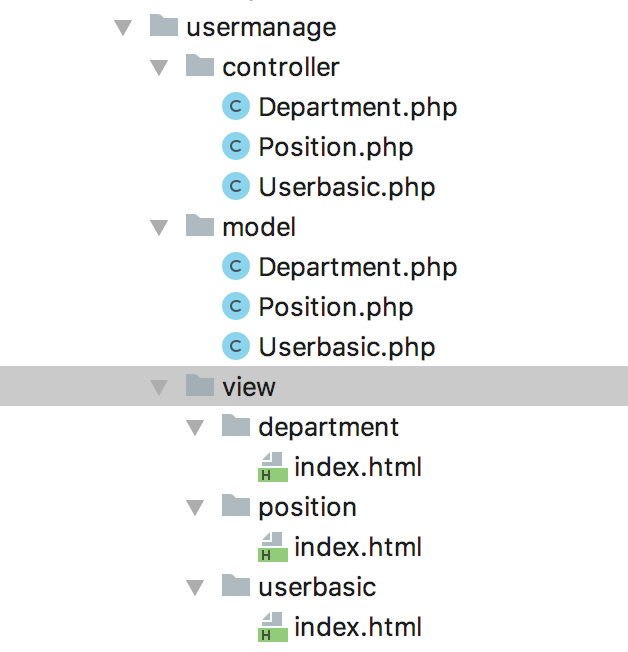 usermanage
controller
C Department.php
C Position.php
C Userbasic.php
model
C Department.php
C Position.php
C Userbasic.php
view
department
H index.html
position
H index.html
userbasic
H index.html